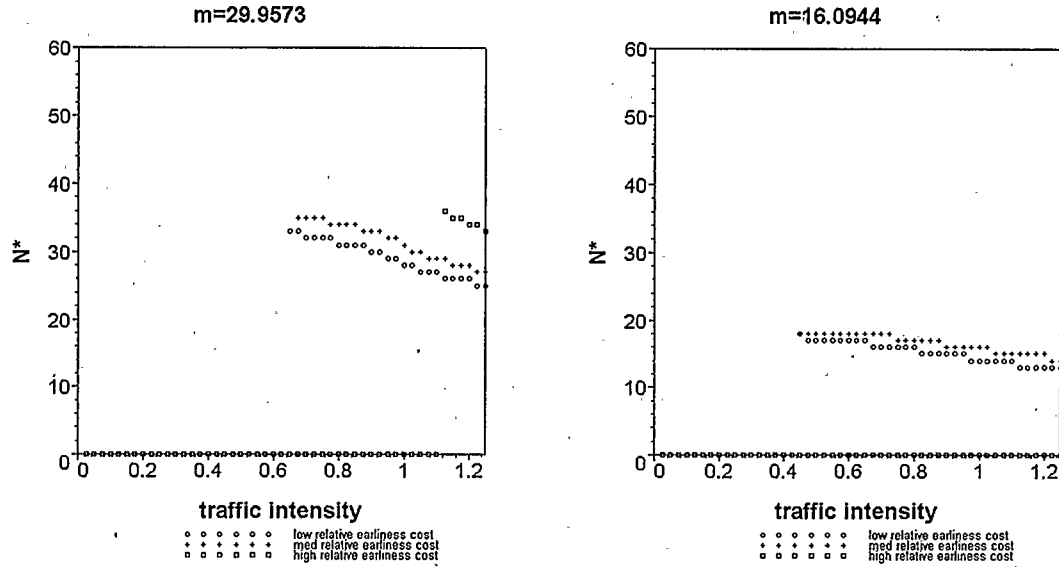 m=29.9573
m=16.0944
60
50
40
30
20
10
0
N*
0.2 0.4 0.6 0.8 1 1.2
traffic intensity
low relative earliness cost
med relative earliness cost
high relative earliness cost
60
50
40
30
20
10
0
N*
0.2 0.4 0.6 0.8 1 1.2
traffic intensity
low relative earliness cost
med relative earliness cost
high relative earliness cost